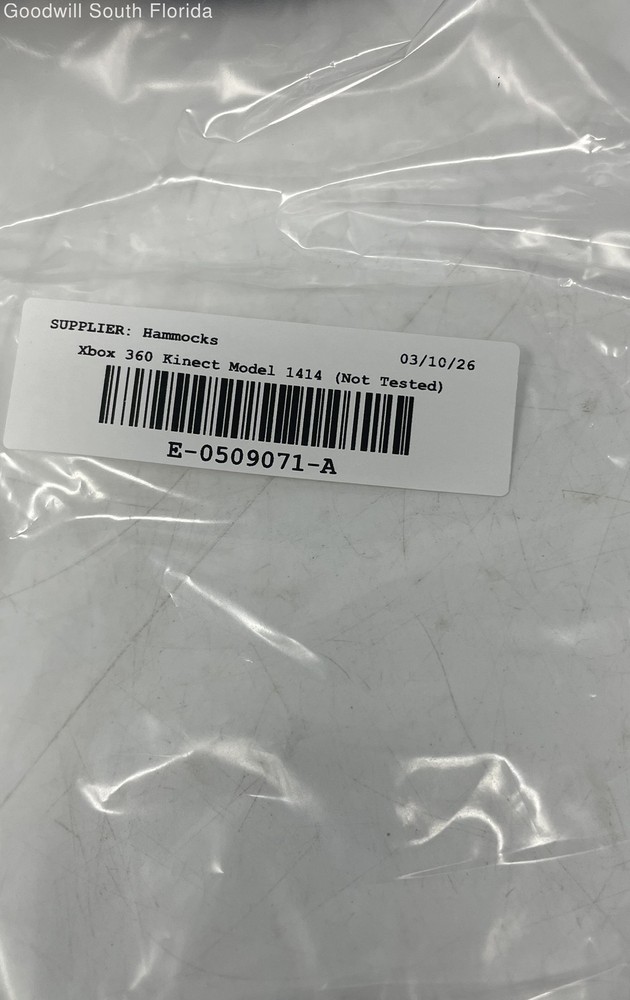 Goodwill South Florida
SUPPLIER: Hammocks
03/10/26
Xbox 360 Kinect Model 1414 (Not Tested)
E-0509071-A